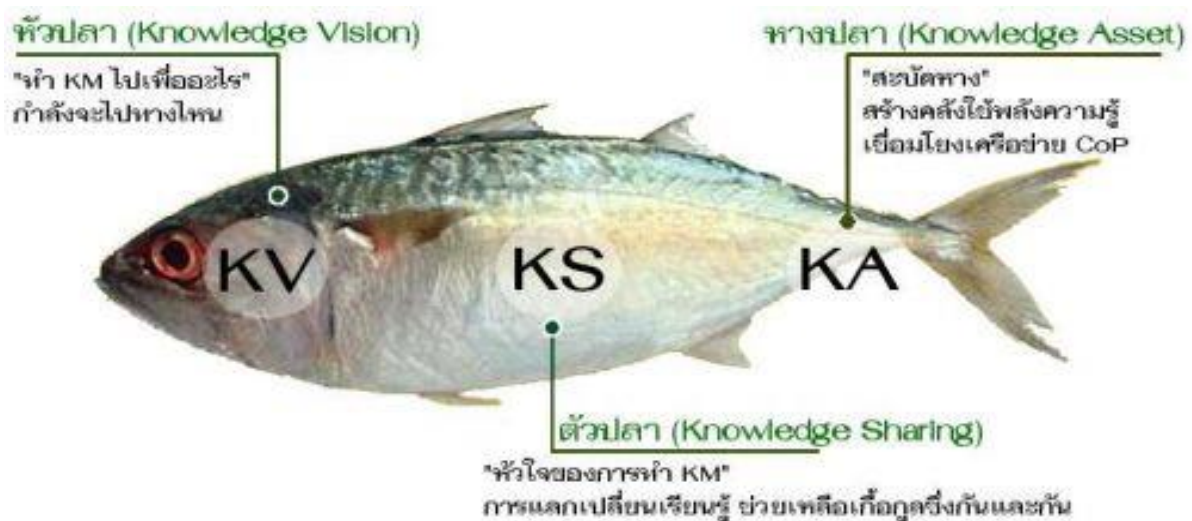 หัวปลา (Knowledge Vision)
"ทำ KM ไปเพื่ออะไร"
กำลังจะไปทางไหน
หางปลา (Knowledge Asset)
"สะบัดหาง"
สร้างคลังใช้พลังความรู้
เชื่อมโยงเครือข่าย CoP
KV KS KA
ตัวปลา (Knowledge Sharing)
"หัวใจของการทำ KM"
การแลกเปลี่ยนเรียนรู้ ช่วยเหลือเกื้อกูลซึ่งกันและกัน